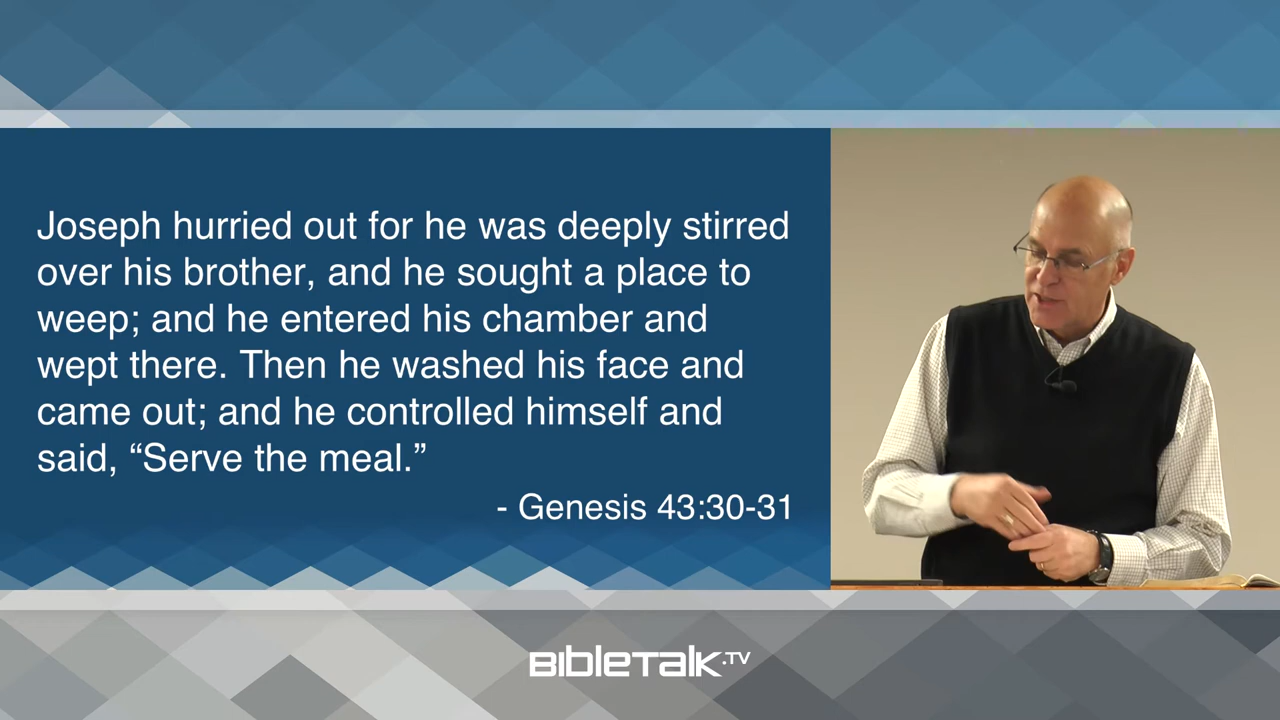 Joseph hurried out for he was deeply stirred
over his brother, and he sought a place to
weep; and he entered his chamber and
wept there. Then he washed his face and
came out; and he controlled himself and
said, “Serve the meal.”
- Genesis 43:30-31
BIBLETALK.TV